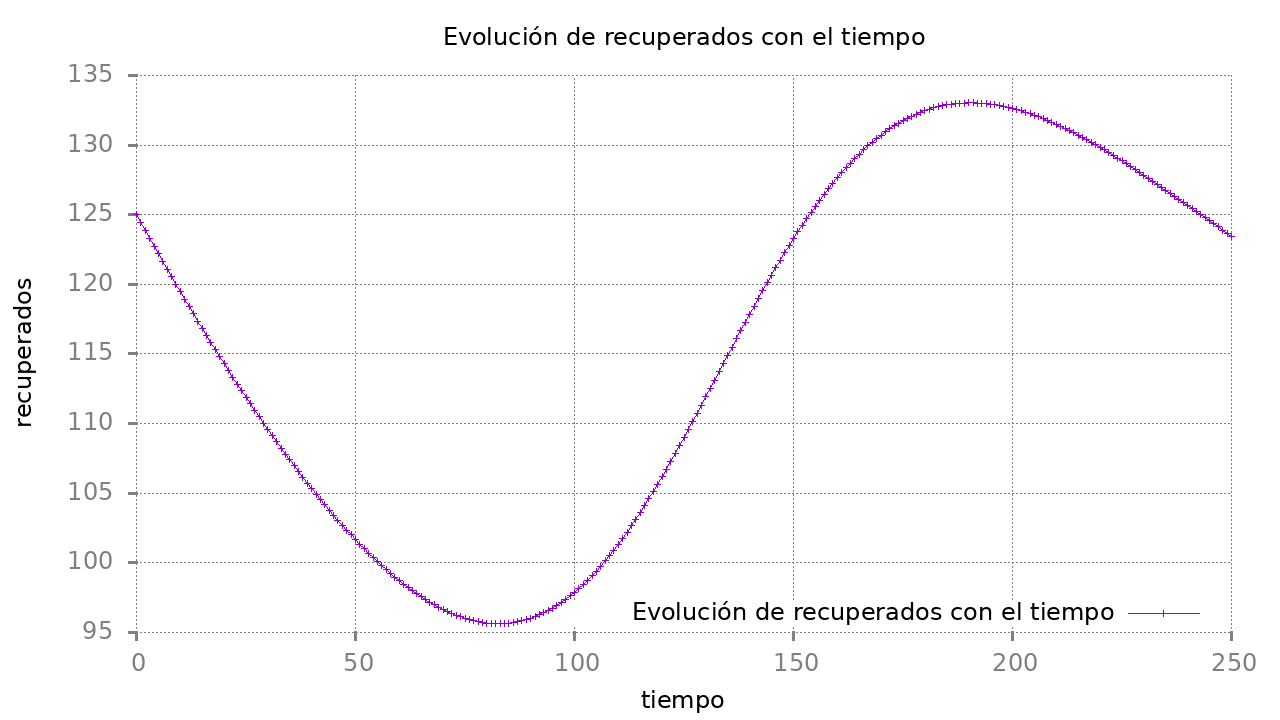 Evolución de recuperados con el tiempo
135
130
125
120
115
110
105
100
95
recuperados
Evolución de recuperados con el tiempo
0 50 100 150 200 250
tiempo